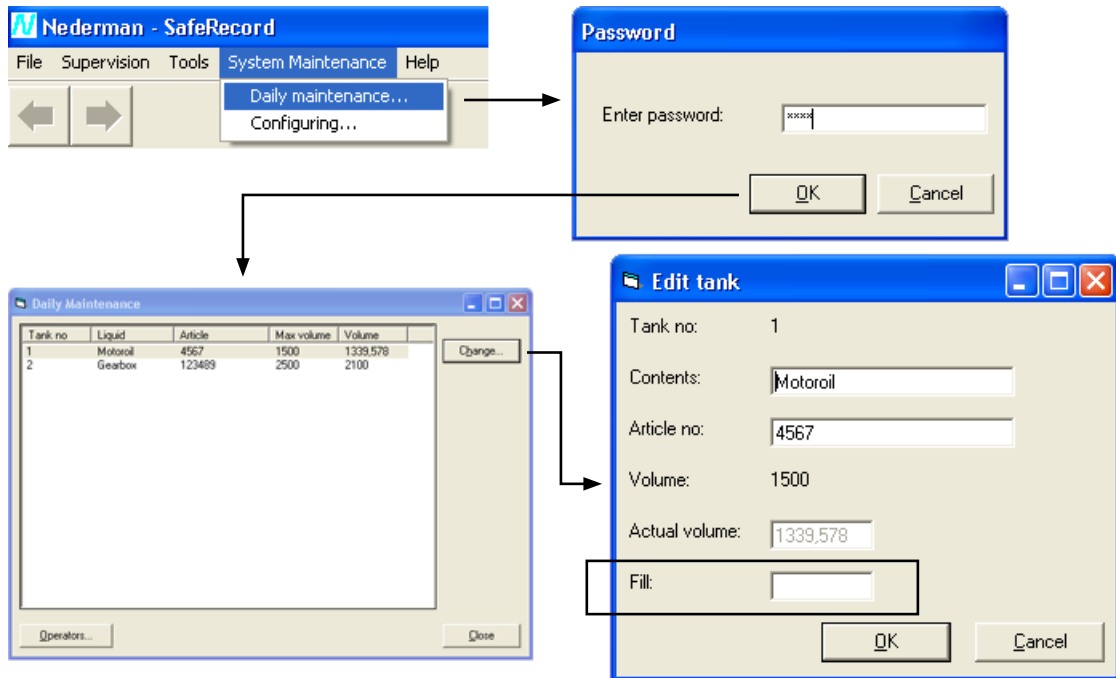 Nederman - SafeRecord
File Supervision Tools System Maintenance Help
Daily maintenance...
Configuring...
Password
Enter password:
xxxx
OK Cancel
Daily Maintenance
Tank no Liquid Article Max volume Volume
1 Motoroil 4567 1500 1339,578
2 Gearbox 123489 2500 2100
Change...
Operators...
Close
Edit tank
Tank no: 1
Contents: Motoroil
Article no: 4567
Volume: 1500
Actual volume: 1339,578
Fill:
OK Cancel